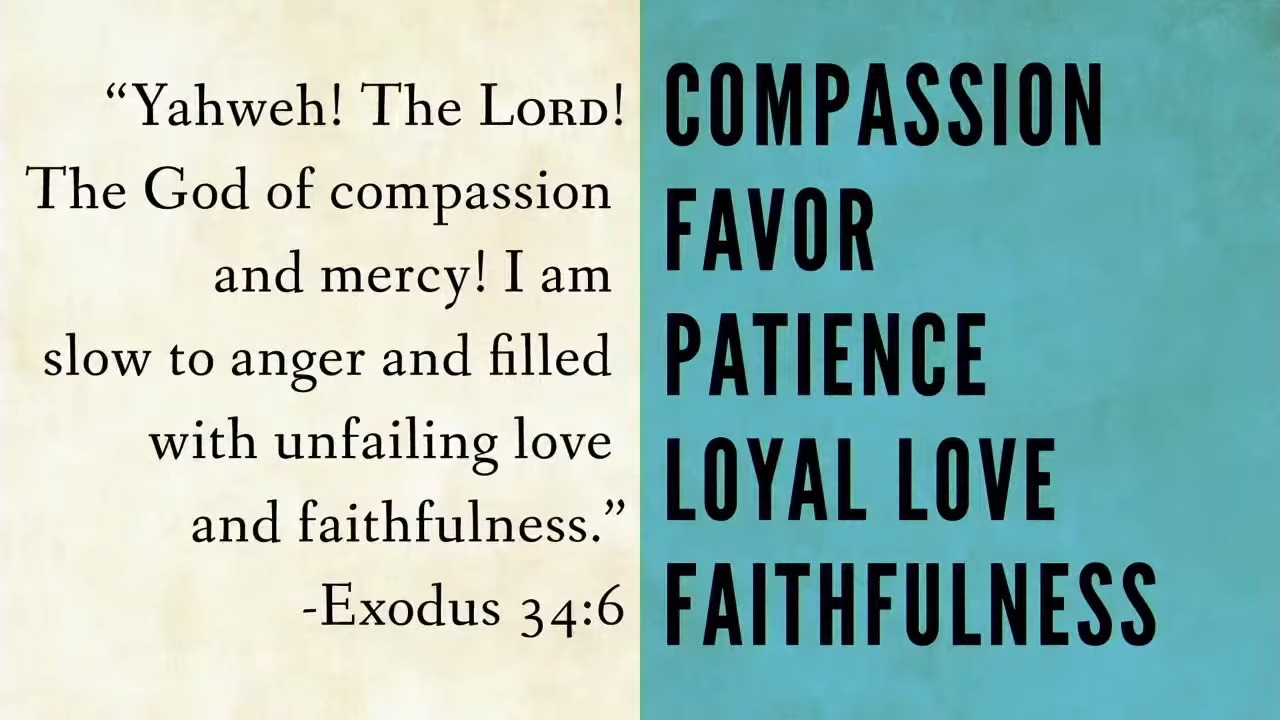 “Yahweh! The LORD!
The God of compassion
and mercy! I am
slow to anger and filled
with unfailing love
and faithfulness.”
-Exodus 34:6
COMPASSION
FAVOR
PATIENCE
LOYAL LOVE
FAITHFULNESS